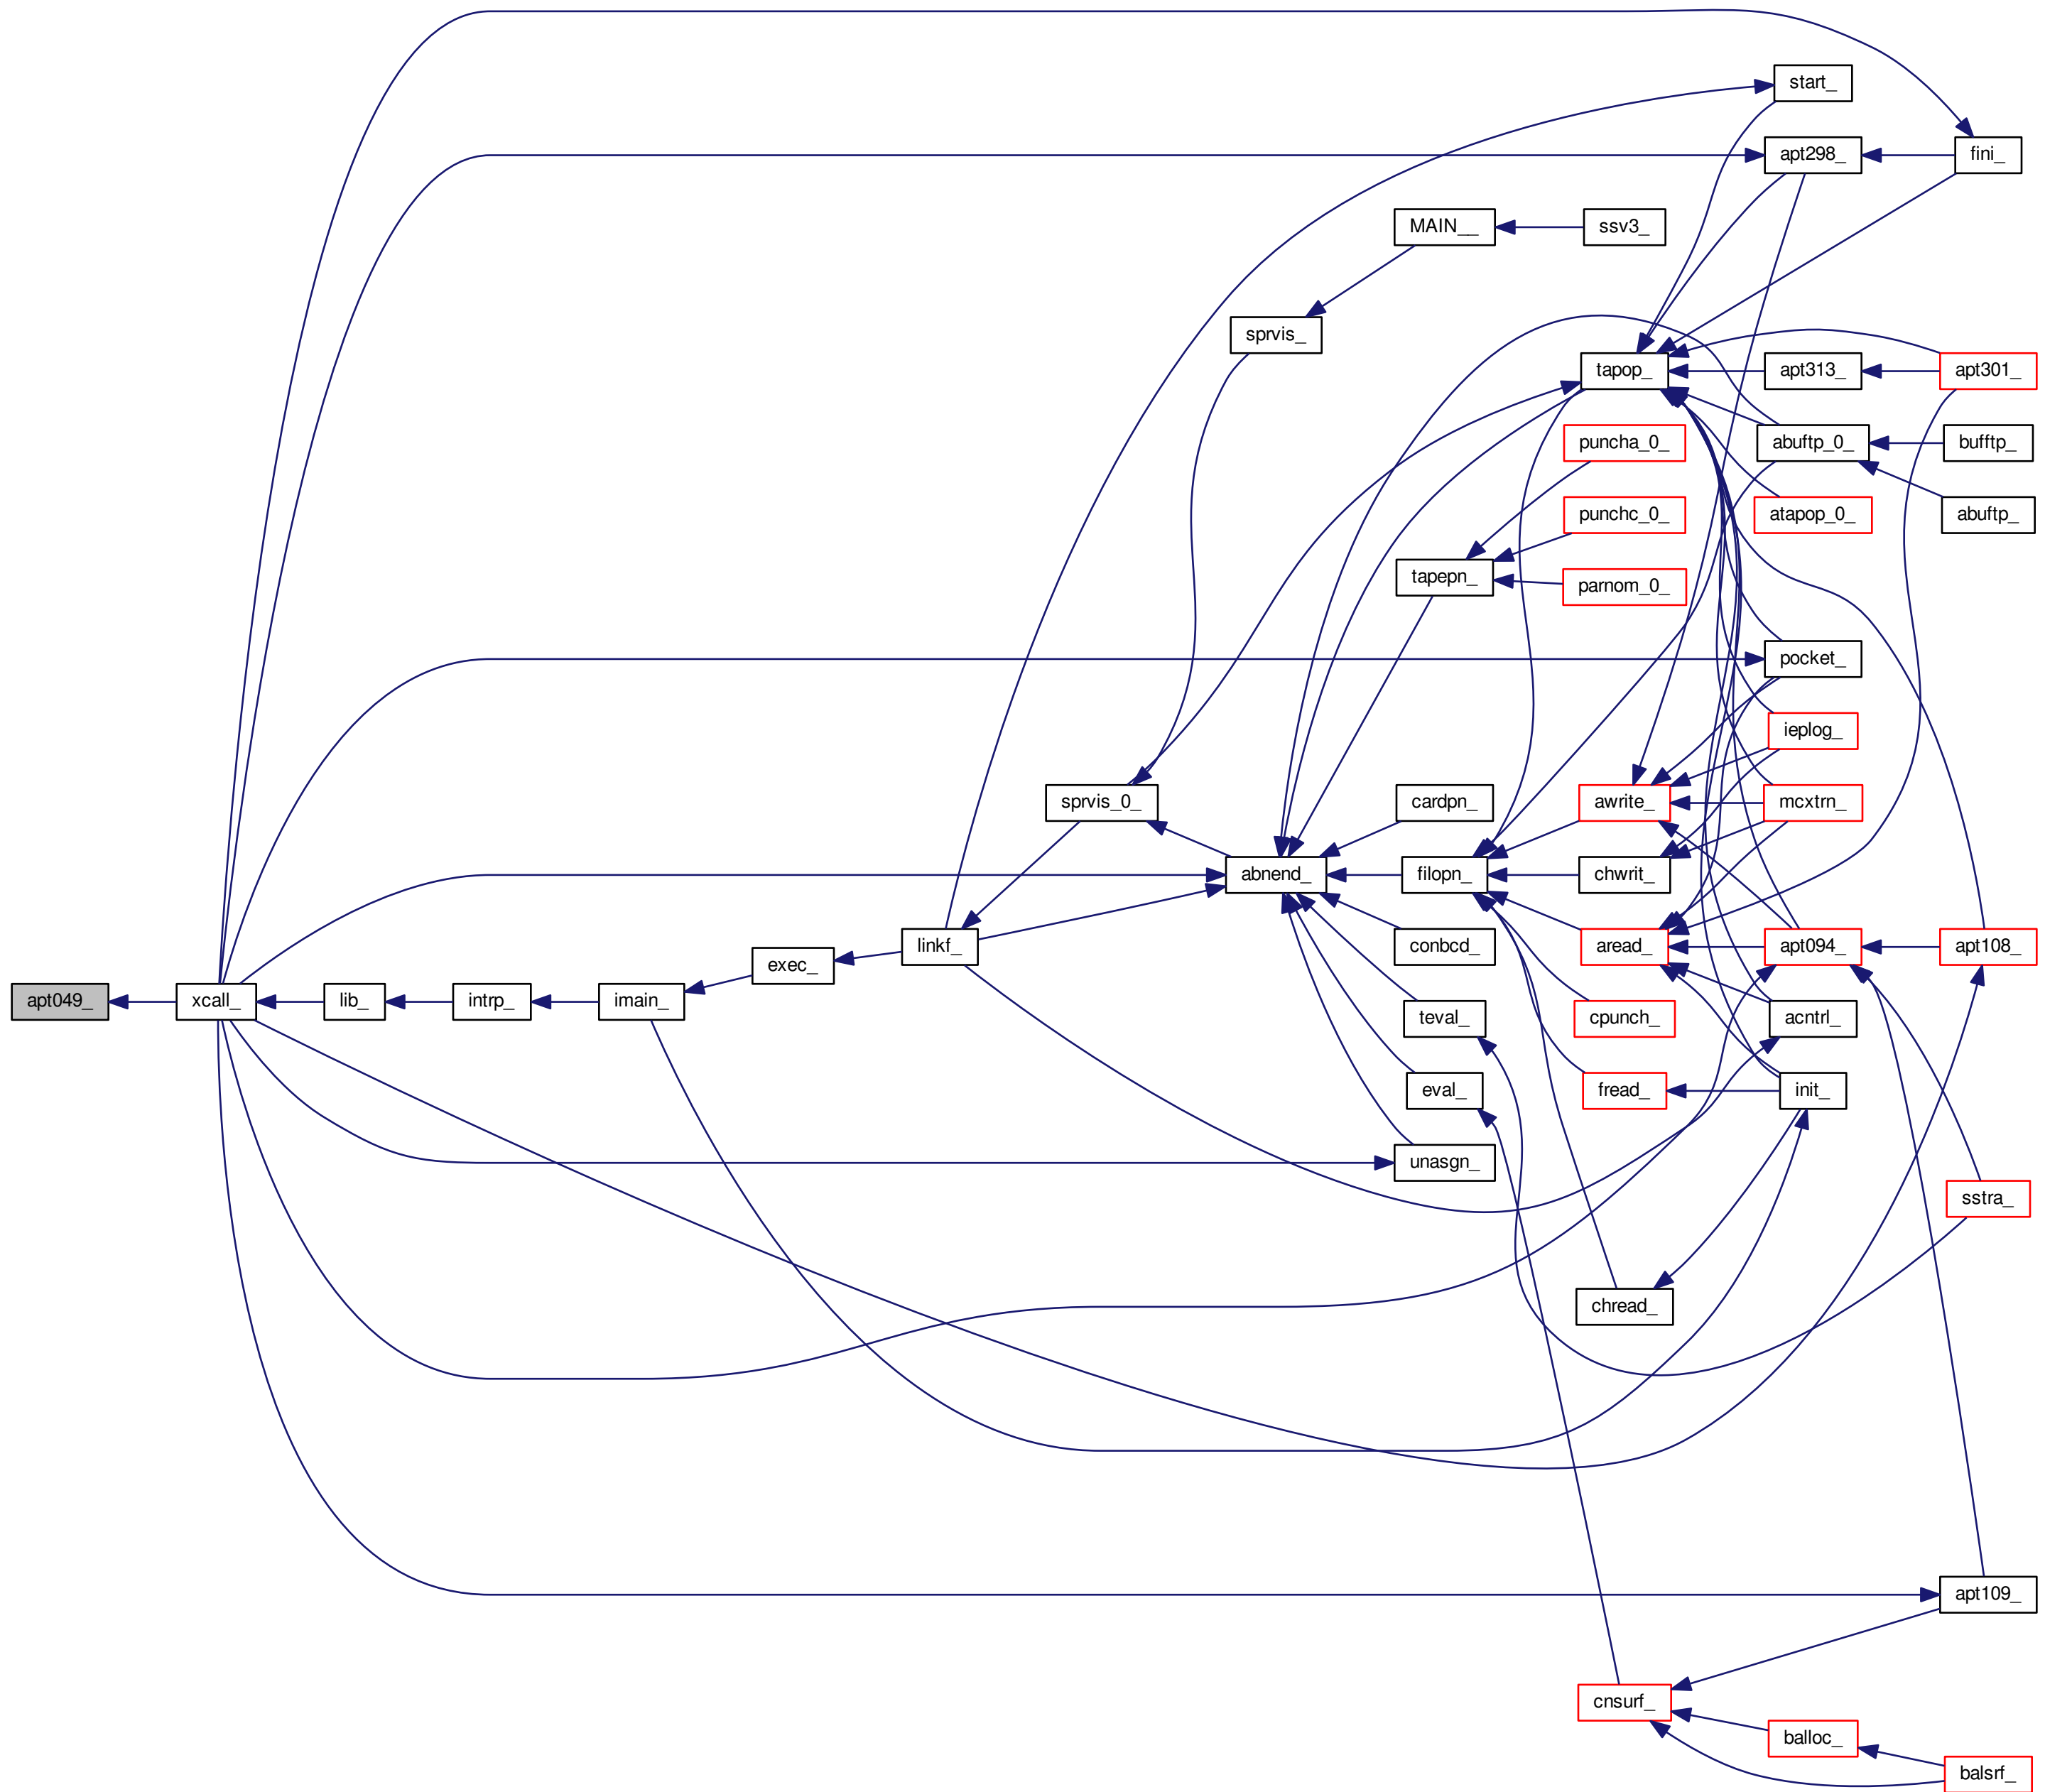 start_
apt298_
fini_
MAIN__
ssv3_
sprvis_
tapop_
apt313_
apt301_
puncha_0_
abuftp_0_
bufftp_
punchc_0_
atapop_0_
abuftp_
tapepn_
parnom_0_
pocket_
ieplog_
sprvis_0_
cardpn_
awrite_
mcxtrn_
abnend_
filopn_
chwrit_
linkf_
conbcd_
aread_
apt094_
apt108_
exec_
apt049_
xcall_
lib_
intrp_
imain_
teval_
cpunch_
acntrl_
eval_
fread_
init_
unasgn_
sstra_
chread_
apt109_
cnsurf_
balloc_
balsrf_